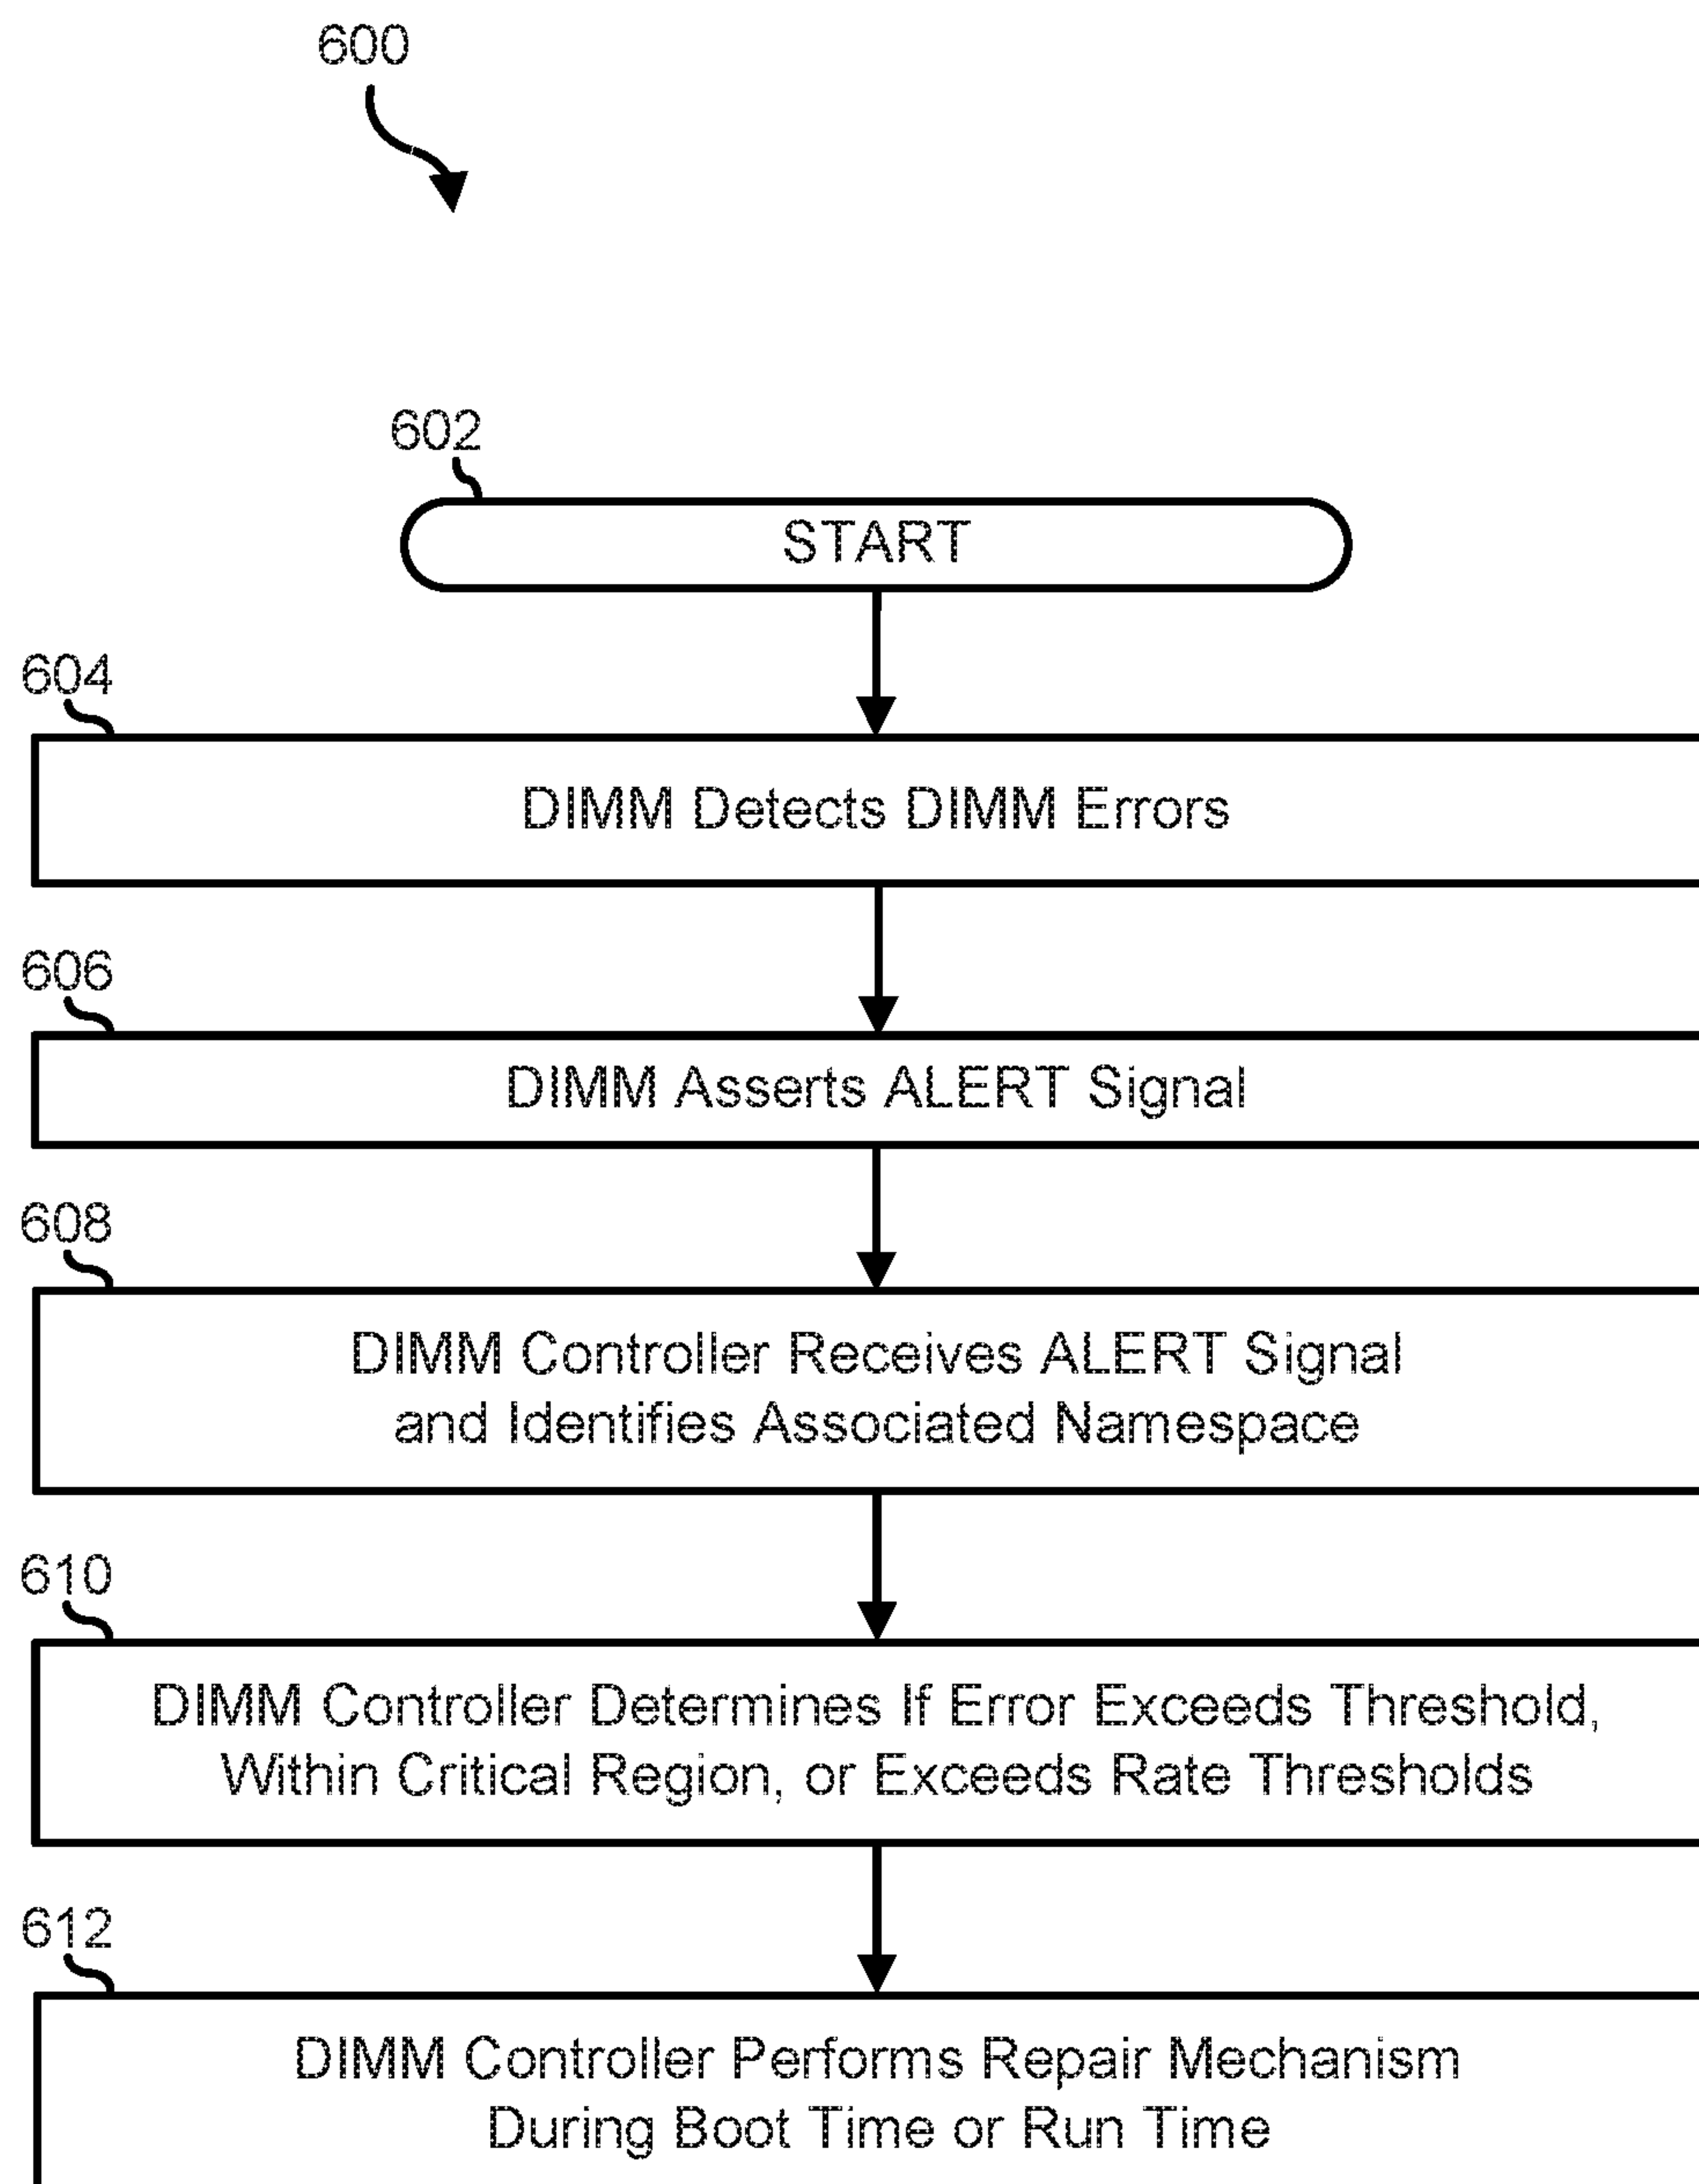 600
602
START
604
DIMM Detects DIMM Errors
606
DIMM Asserts ALERT Signal
608
DIMM Controller Receives ALERT Signal
and Identifies Associated Namespace
610
DIMM Controller Determines If Error Exceeds Threshold,
Within Critical Region, or Exceeds Rate Thresholds
612
DIMM Controller Performs Repair Mechanism
During Boot Time or Run Time